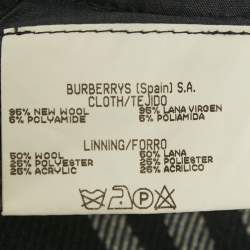 BURBERRYS (Spain) S.A.
CLOTH/TEJIDO
95% NEW WOOL 95% LANA VIRGEN
5% POLYAMIDE 5% POLIAMIDA
LINNING/FORRO
50% WOOL 50% LANA
25% POLYESTER 25% POLIESTER
25% ACRYLIC 25% ACRILICO